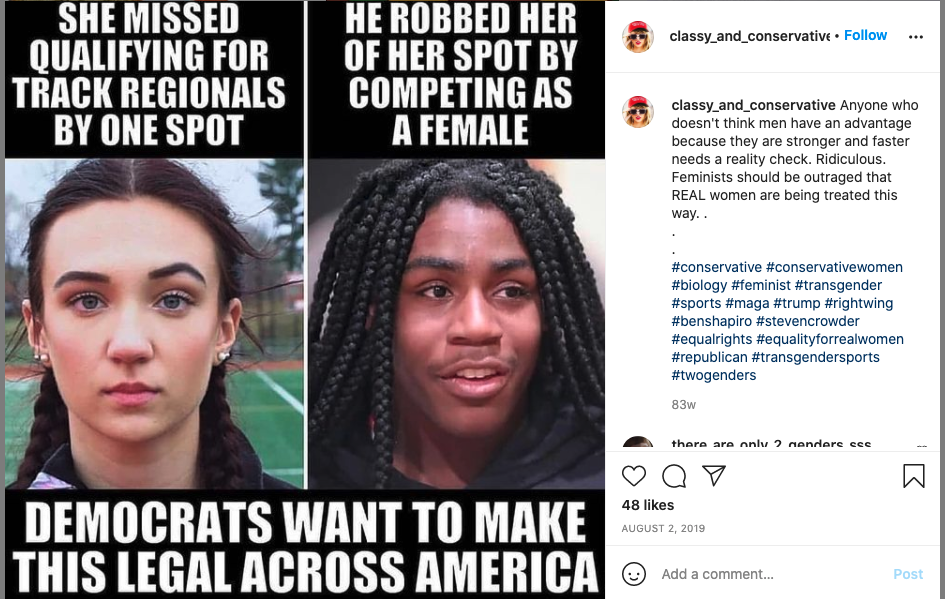 SHE MISSED
QUALIFYING FOR
TRACK REGIONALS
BY ONE SPOT
HE ROBBED HER
OF HER SPOT BY
COMPETING AS
A FEMALE
DEMOCRATS WANT TO MAKE
THIS LEGAL ACROSS AMERICA
classy_and_conservative • Follow
classy_and_conservative Anyone who
doesn't think men have an advantage
because they are stronger and faster
needs a reality check. Ridiculous.
Feminists should be outraged that
REAL women are being treated this
way. .
.
.
#conservative #conservativewomen
#biology #feminist #transgender
#sports #maga #trump #rightwing
#benshapiro #stevencrowder
#equalrights #equalityforrealwomen
#republican #transgendersports
#twogenders
83w
there_are_only_2_genders_sss
48 likes
AUGUST 2, 2019
Add a comment...
Post